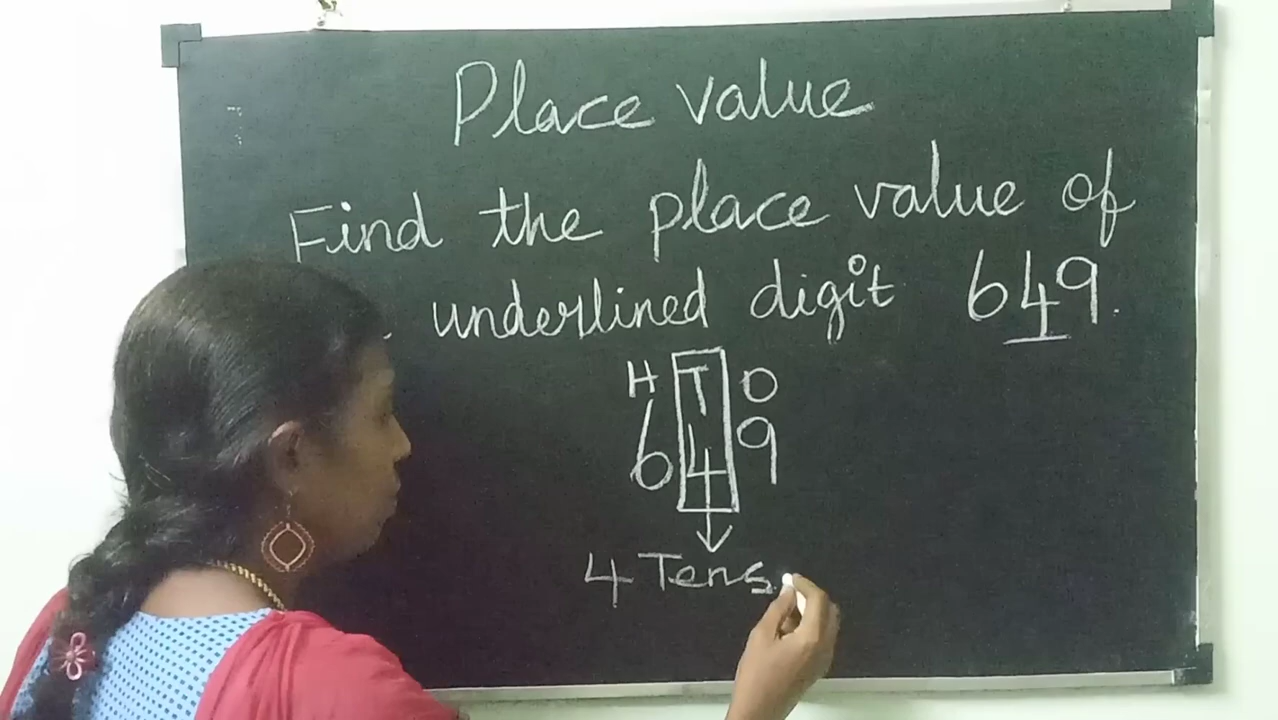 Place value
Find the place value of
underlined digit 649.
H T O
6 4 9
4 Tens